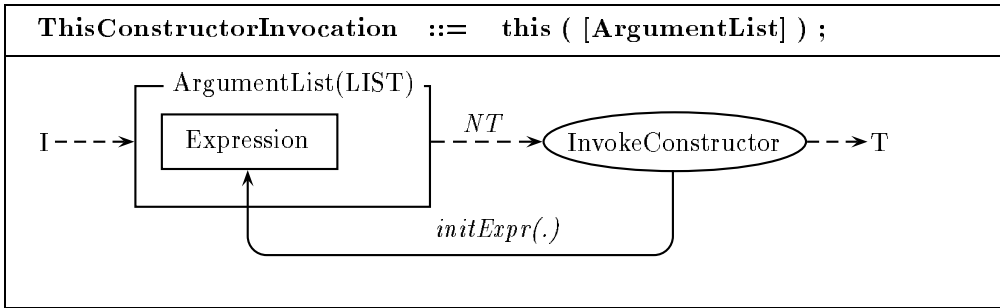 ThisConstructorInvocation ::= this ( [ArgumentList] ) ;
ArgumentList(LIST)
Expression
I
NT
InvokeConstructor
T
initExpr(.)